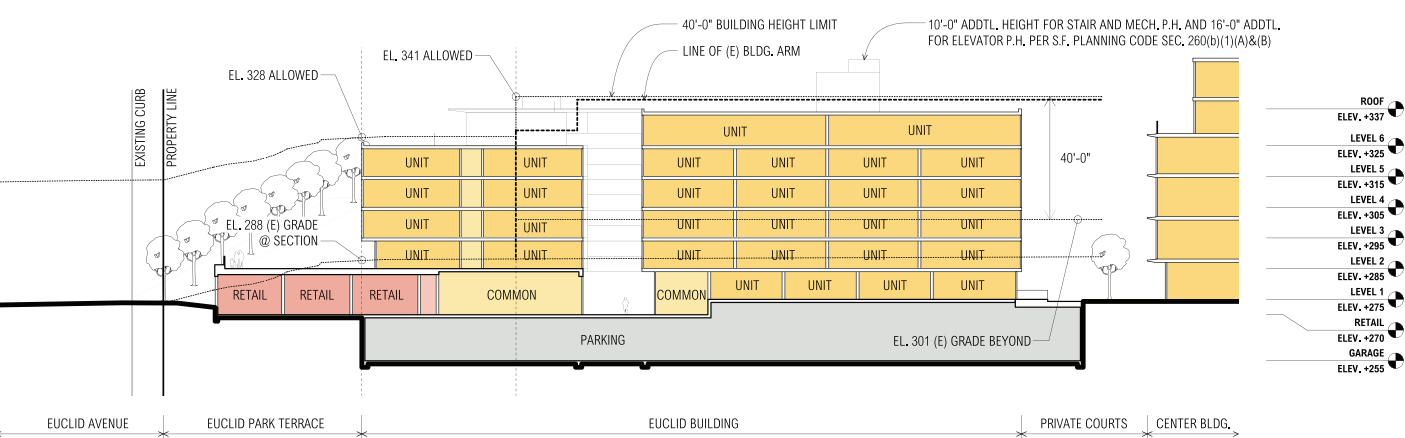 40'-0" BUILDING HEIGHT LIMIT
LINE OF (E) BLDG. ARM
10'-0" ADDTL. HEIGHT FOR STAIR AND MECH. P.H. AND 16'-0" ADDTL.
FOR ELEVATOR P.H. PER S.F. PLANNING CODE SEC. 260(b)(1)(A)&(B)
EL. 341 ALLOWED
EL. 328 ALLOWED
EXISTING CURB
PROPERTY LINE
EL. 288 (E) GRADE
@ SECTION
UNIT UNIT
UNIT UNIT UNIT UNIT UNIT UNIT
UNIT UNIT UNIT UNIT UNIT UNIT
UNIT UNIT UNIT UNIT UNIT UNIT
UNIT UNIT UNIT UNIT UNIT UNIT
RETAIL RETAIL RETAIL COMMON COMMON UNIT UNIT UNIT UNIT
40'-0"
PARKING
EL. 301 (E) GRADE BEYOND
ROOF
ELEV. +337
LEVEL 6
ELEV. +325
LEVEL 5
ELEV. +315
LEVEL 4
ELEV. +305
LEVEL 3
ELEV. +295
LEVEL 2
ELEV. +285
LEVEL 1
ELEV. +275
RETAIL
ELEV. +270
GARAGE
ELEV. +255
EUCLID AVENUE EUCLID PARK TERRACE EUCLID BUILDING PRIVATE COURTS CENTER BLDG.